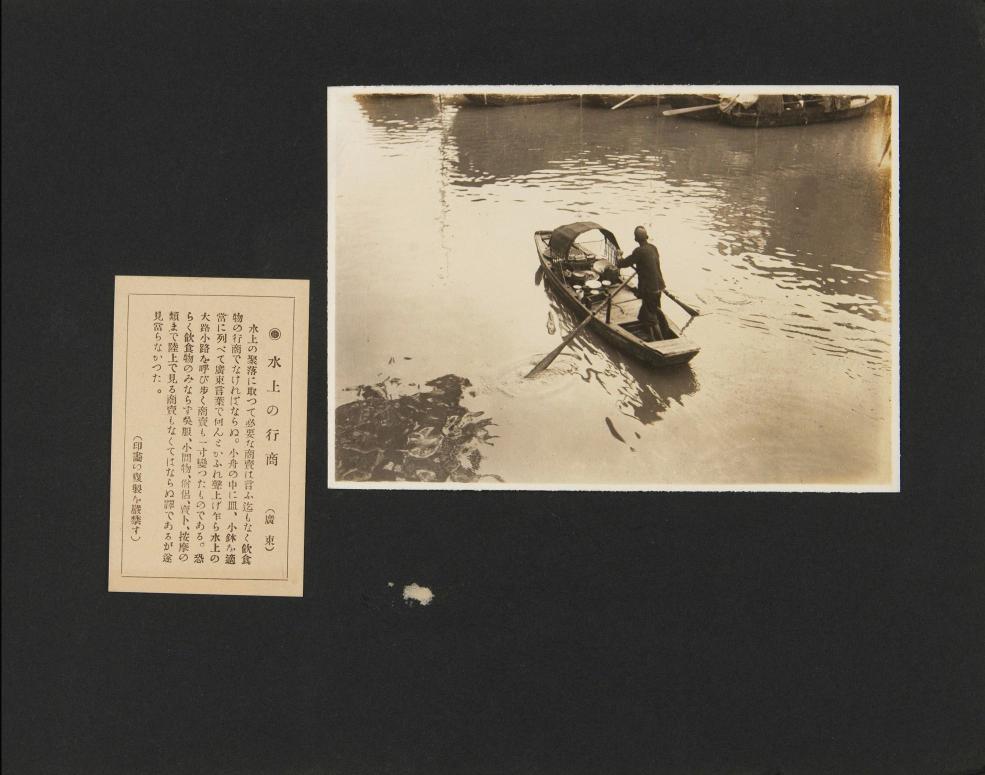 ◉ 水上の行商 (廣東)
水上の聚落に取つて必要な商賣は言ふ迄もなく飮食
物の行商でなければならぬ。小舟の中に皿、小鉢を適
當に列べて廣東言葉で何んとかふれ聲上げ乍ら水上の
大路小路を呼び歩く商賣も一寸變つたものである。恐
らく飮食物のみならず吳服、小間物、僧侶、賣卜、按摩の
類まで陸上で見る商賣もなくてはならぬ譯であるが遂
見當らなかつた。
(印畵の複製を嚴禁す)